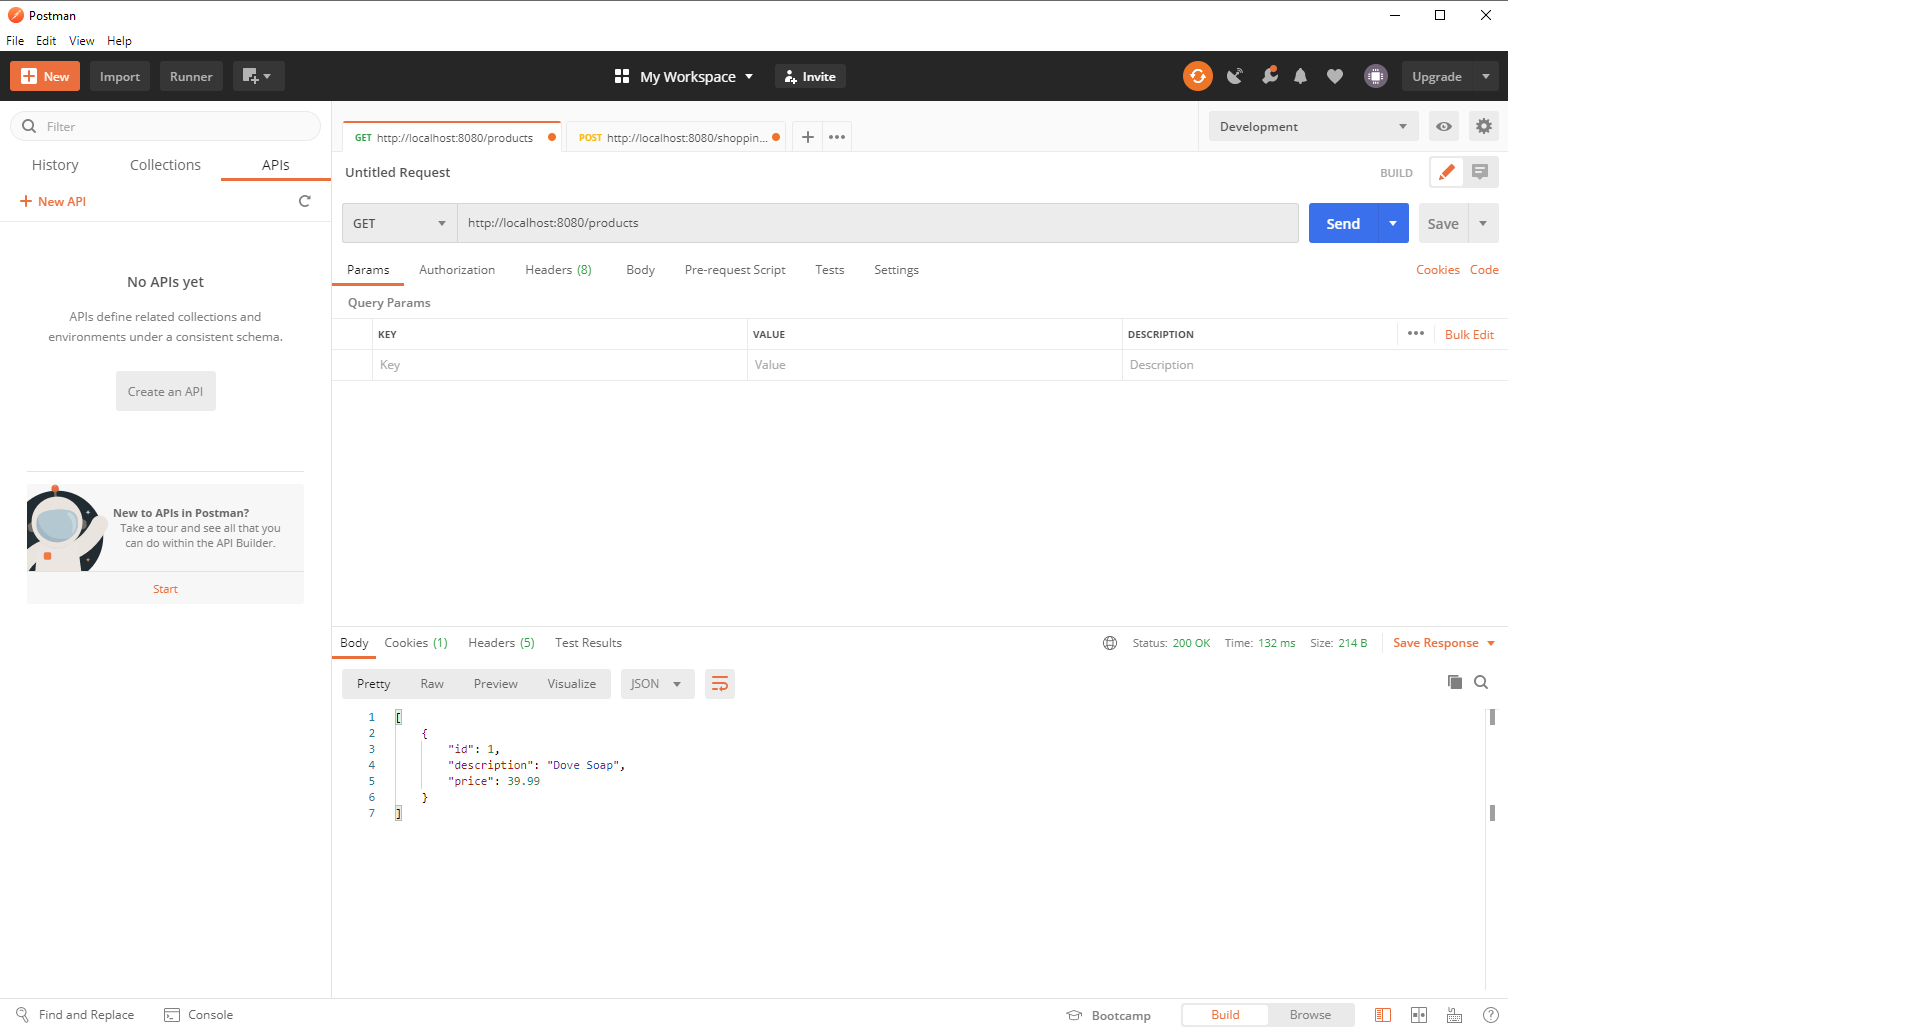 Postman
File Edit View Help
New Import Runner My Workspace Invite Upgrade
Filter
History Collections APIs
New API
No APIs yet
APIs define related collections and
environments under a consistent schema.
Create an API
New to APIs in Postman?
Take a tour and see all that you
can do within the API Builder.
Start
GET http://localhost:8080/products POST http://localhost:8080/shoppin... Development
Untitled Request BUILD
GET http://localhost:8080/products Send Save
Params Authorization Headers (8) Body Pre-request Script Tests Settings Cookies Code
Query Params
KEY VALUE DESCRIPTION Bulk Edit
Key Value Description
Body Cookies (1) Headers (5) Test Results Status: 200 OK Time: 132 ms Size: 214 B Save Response
Pretty Raw Preview Visualize JSON
1 [
2 {
3 "id": 1,
4 "description": "Dove Soap",
5 "price": 39.99
6 }
7 ]
Find and Replace Console Bootcamp Build Browse